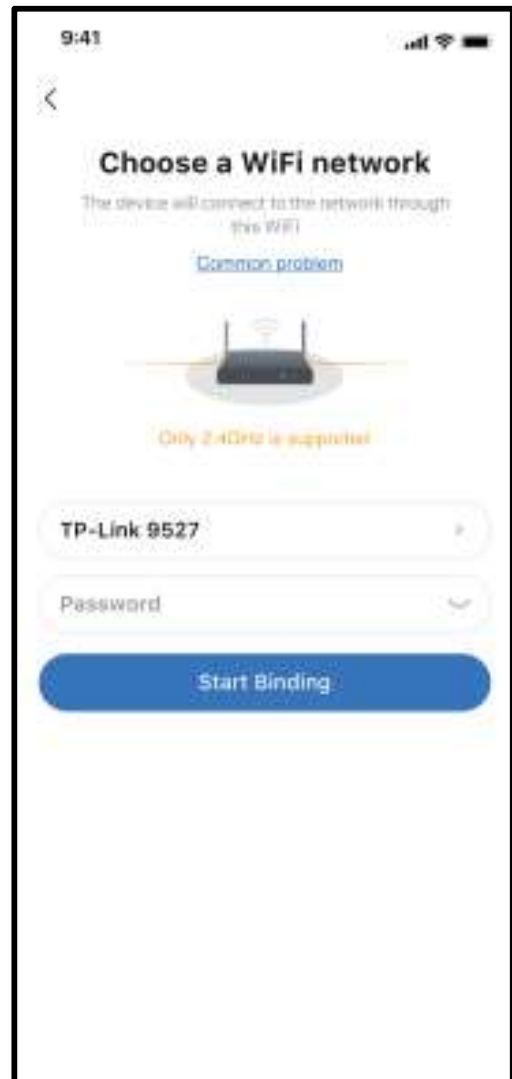 9:41
Choose a WiFi network
The device will connect to the network through
this WiFi
Common problem
Only 2.4GHz is supported
TP-Link 9527
Password
Start Binding